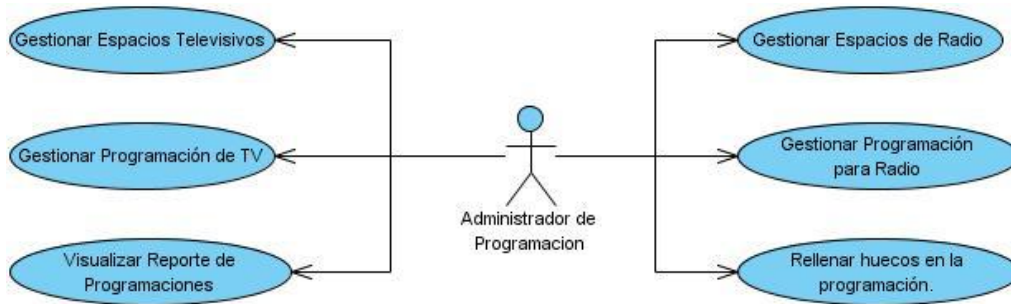 Gestionar Espacios Televisivos
Gestionar Espacios de Radio
Gestionar Programación de TV
Gestionar Programación
para Radio
Administrador de
Programacion
Visualizar Reporte de
Programaciones
Rellenar huecos en la
programación.